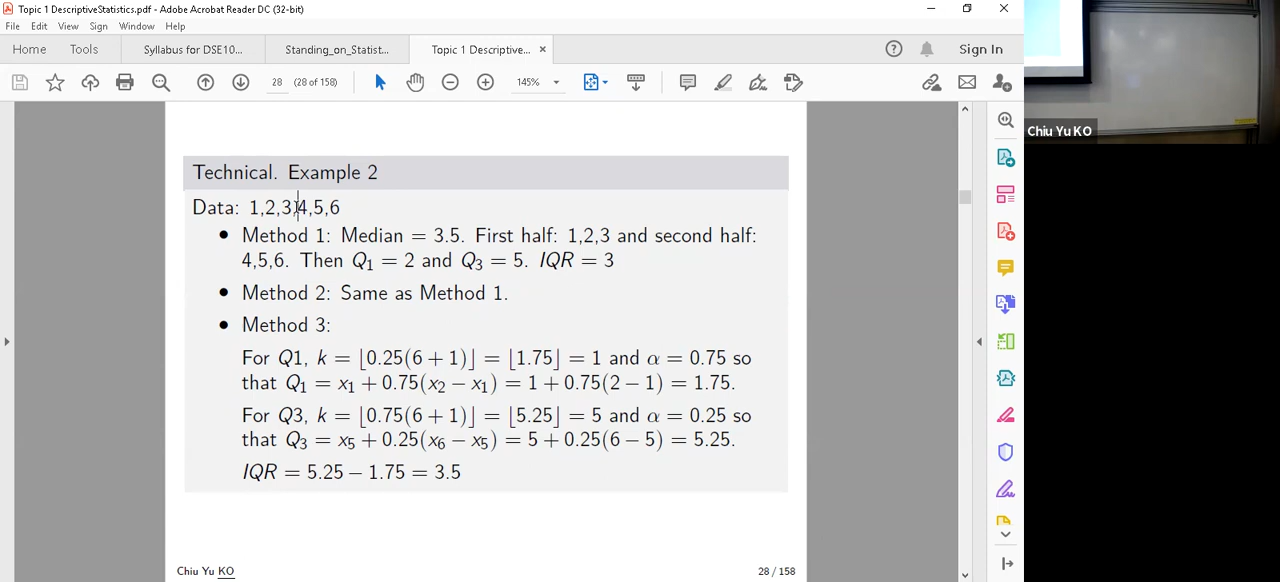 Topic 1 DescriptiveStatistics.pdf - Adobe Acrobat Reader DC (32-bit)
File Edit View Sign Window Help
Home Tools Syllabus for DSE10... Standing_on_Statist... Topic 1 Descriptive... × Sign In
28 (28 of 158) 145%
Chiu Yu KO
Technical. Example 2
Data: 1,2,3,4,5,6
• Method 1: Median = 3.5. First half: 1,2,3 and second half:
4,5,6. Then Q₁ = 2 and Q₃ = 5. IQR = 3
• Method 2: Same as Method 1.
• Method 3:
For Q1, k = ⌊0.25(6 + 1)⌋ = ⌊1.75⌋ = 1 and α = 0.75 so
that Q₁ = x₁ + 0.75(x₂ − x₁) = 1 + 0.75(2 − 1) = 1.75.
For Q3, k = ⌊0.75(6 + 1)⌋ = ⌊5.25⌋ = 5 and α = 0.25 so
that Q₃ = x₅ + 0.25(x₆ − x₅) = 5 + 0.25(6 − 5) = 5.25.
IQR = 5.25 − 1.75 = 3.5
Chiu Yu KO 28 / 158